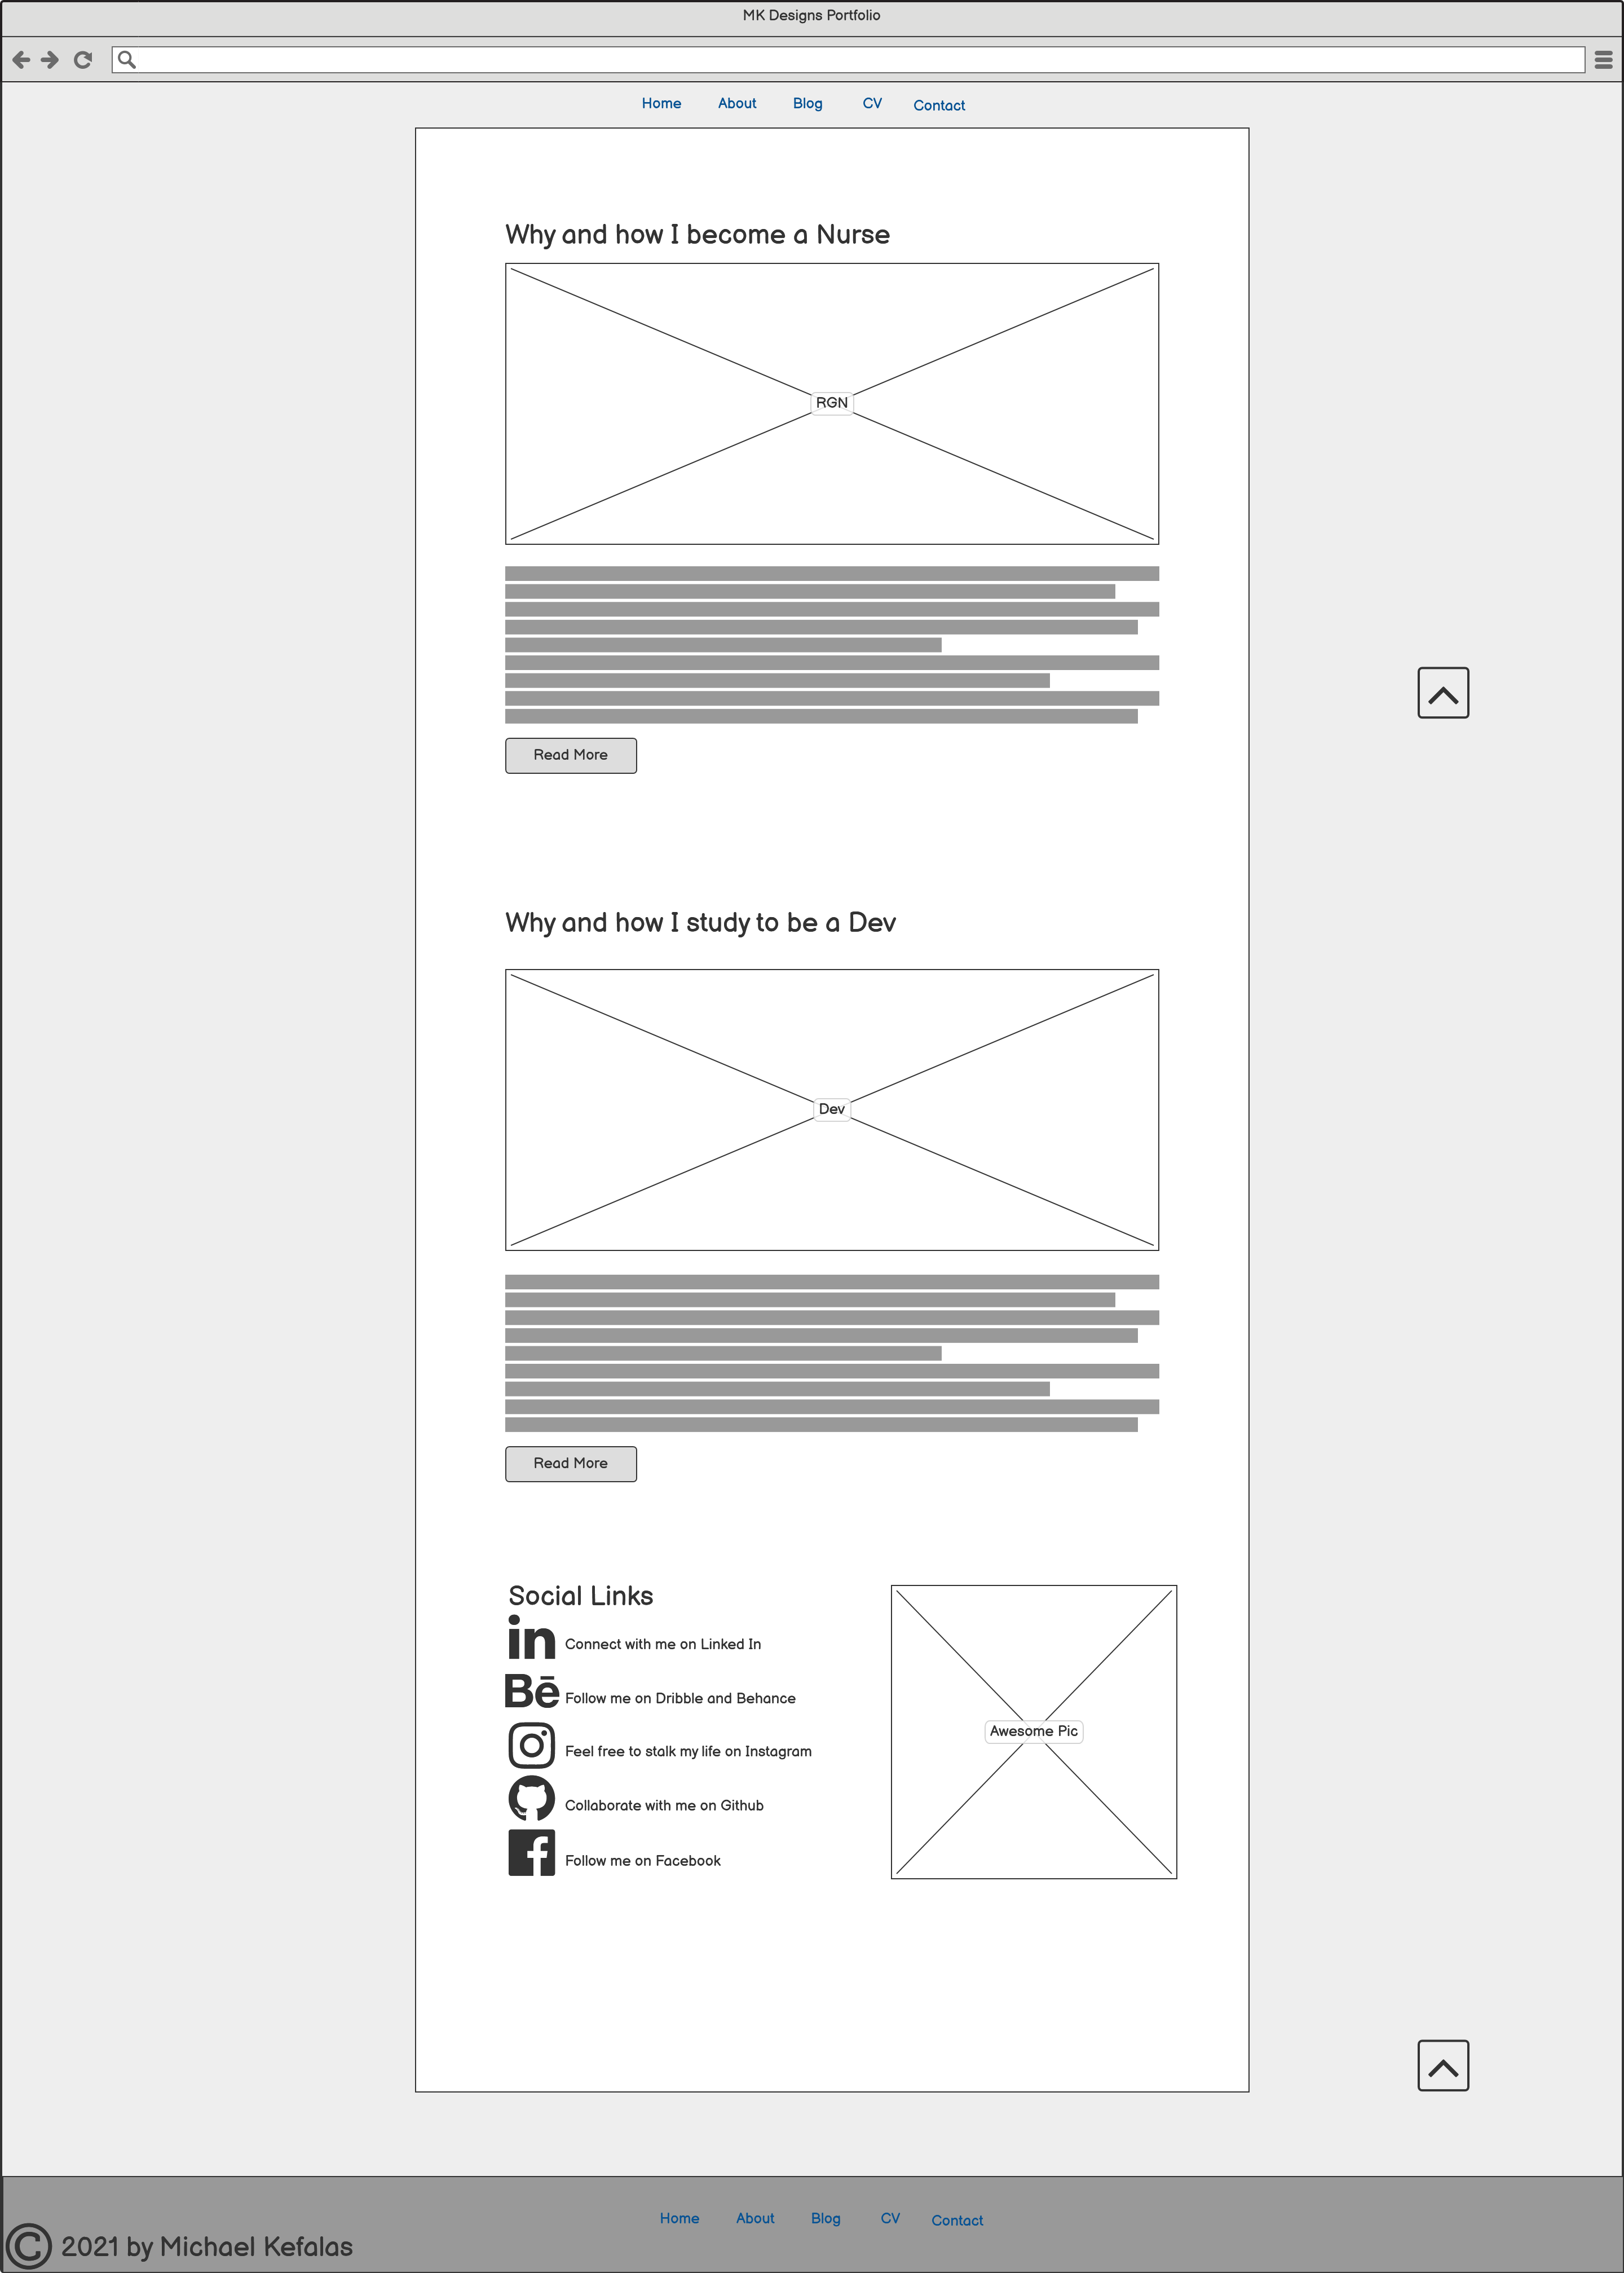 MK Designs Portfolio
Home About Blog CV Contact
Why and how I become a Nurse
RGN
Read More
Why and how I study to be a Dev
Dev
Read More
Social Links
in Connect with me on Linked In
Bē Follow me on Dribble and Behance
Feel free to stalk my life on Instagram
Collaborate with me on Github
f Follow me on Facebook
Awesome Pic
Home About Blog CV Contact
© 2021 by Michael Kefalas